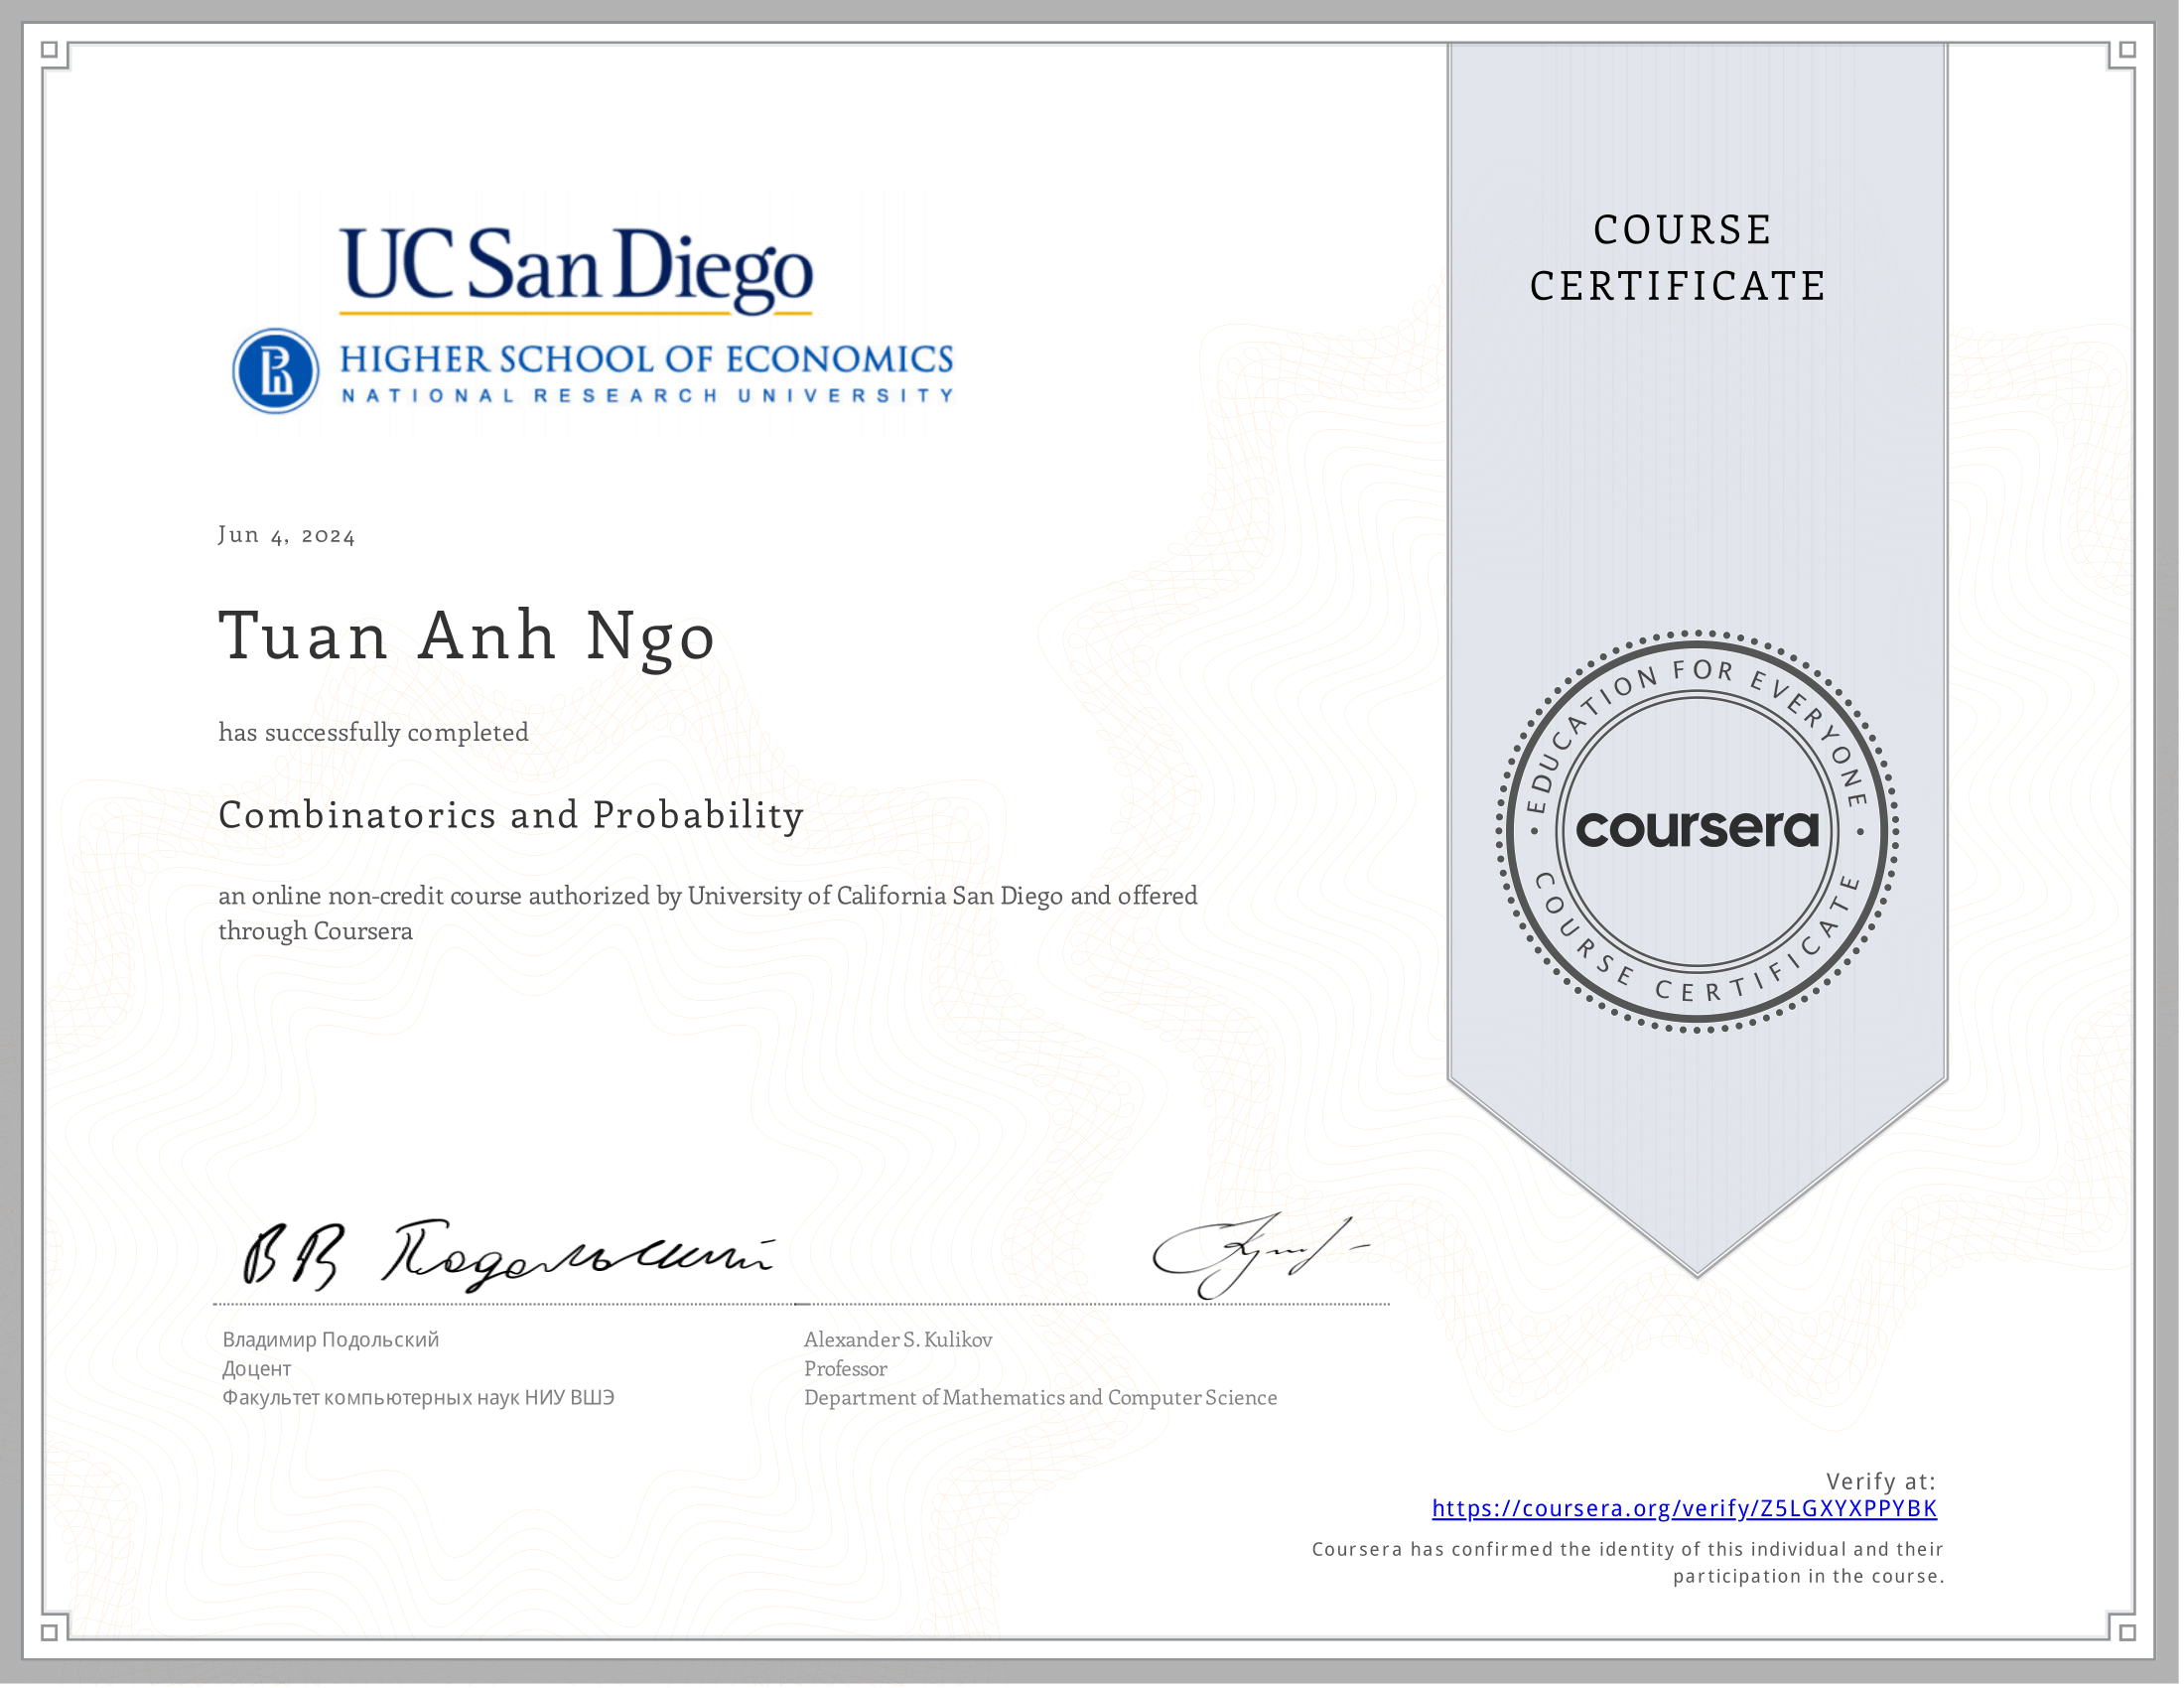 UC San Diego
HIGHER SCHOOL OF ECONOMICS
NATIONAL RESEARCH UNIVERSITY
COURSE
CERTIFICATE
Jun 4, 2024
Tuan Anh Ngo
has successfully completed
Combinatorics and Probability
an online non-credit course authorized by University of California San Diego and offered
through Coursera
EDUCATION FOR EVERYONE
coursera
COURSE CERTIFICATE
В В Подольский
Владимир Подольский
Доцент
Факультет компьютерных наук НИУ ВШЭ
Alexander S. Kulikov
Professor
Department of Mathematics and Computer Science
Verify at:
https://coursera.org/verify/Z5LGXYXPPYBK
Coursera has confirmed the identity of this individual and their
participation in the course.